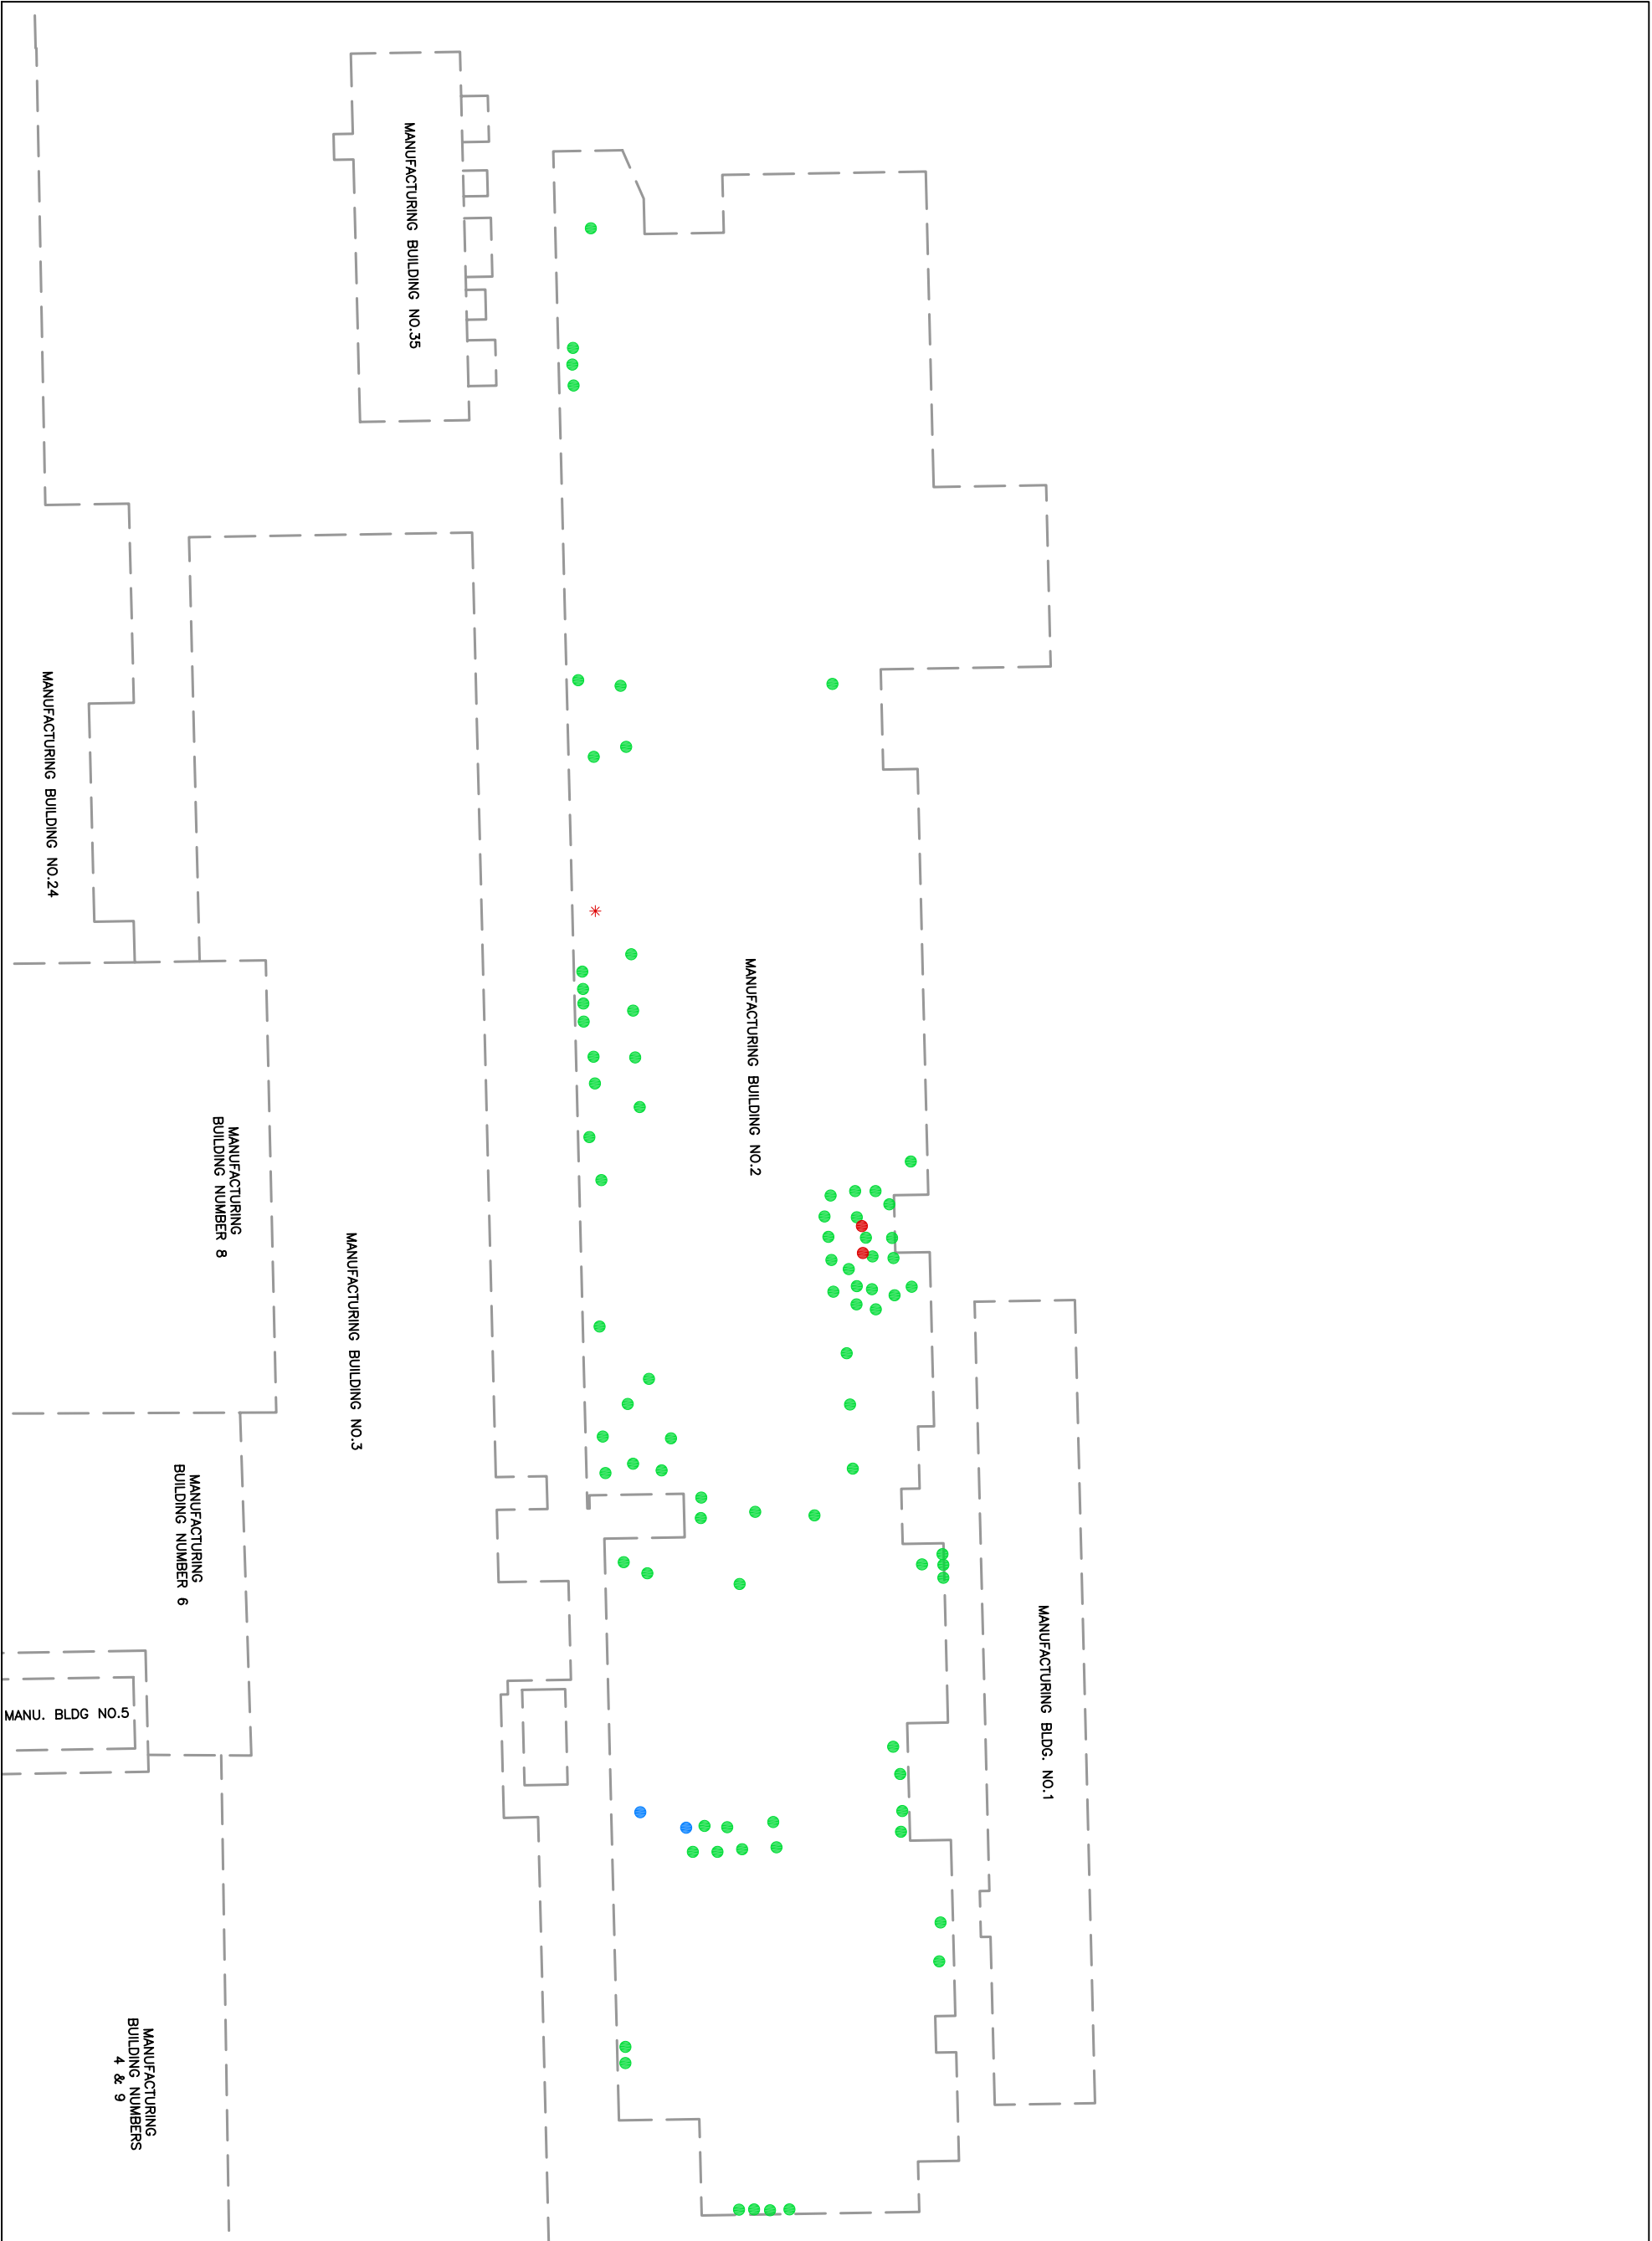 MANUFACTURING BUILDING NO.35
MANUFACTURING BUILDING NO.24
MANUFACTURING BUILDING NO.2
MANUFACTURING
BUILDING NUMBER 8
MANUFACTURING BUILDING NO.3
MANUFACTURING
BUILDING NUMBER 6
MANUFACTURING BLDG. NO.1
MANU. BLDG NO.5
MANUFACTURING
BUILDING NUMBERS
4 & 9